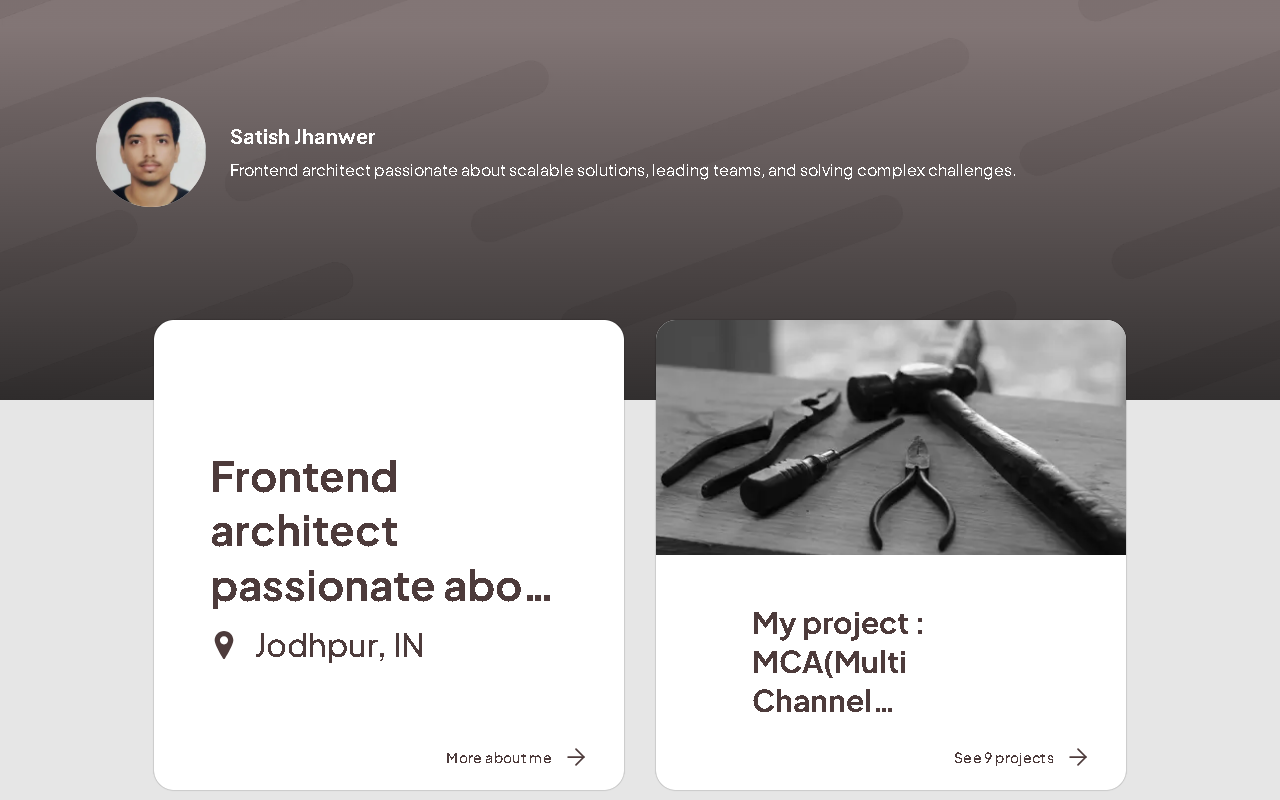 Satish Jhanwer
Frontend architect passionate about scalable solutions, leading teams, and solving complex challenges.
Frontend
architect
passionate abo...
Jodhpur, IN
More about me
My project :
MCA(Multi
Channel...
See 9 projects